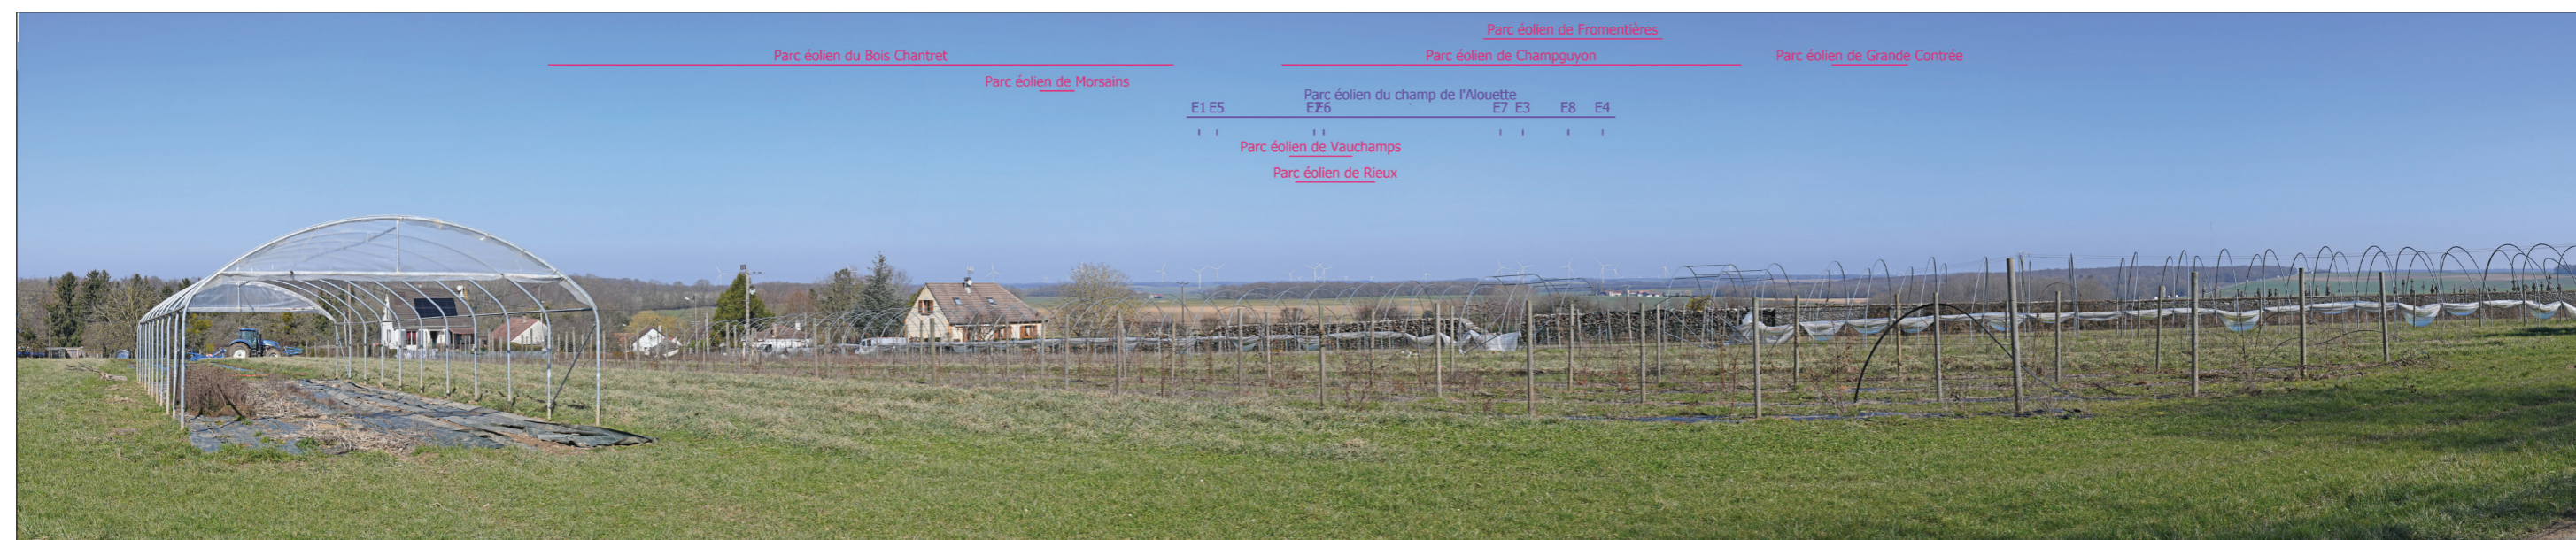 Parc éolien de Fromentières
Parc éolien du Bois Chantret
Parc éolien de Champguyon
Parc éolien de Grande Contrée
Parc éolien de Morsains
Parc éolien du champ de l'Alouette
E1 E5 E2 E6 E7 E3 E8 E4
Parc éolien de Vauchamps
Parc éolien de Rieux